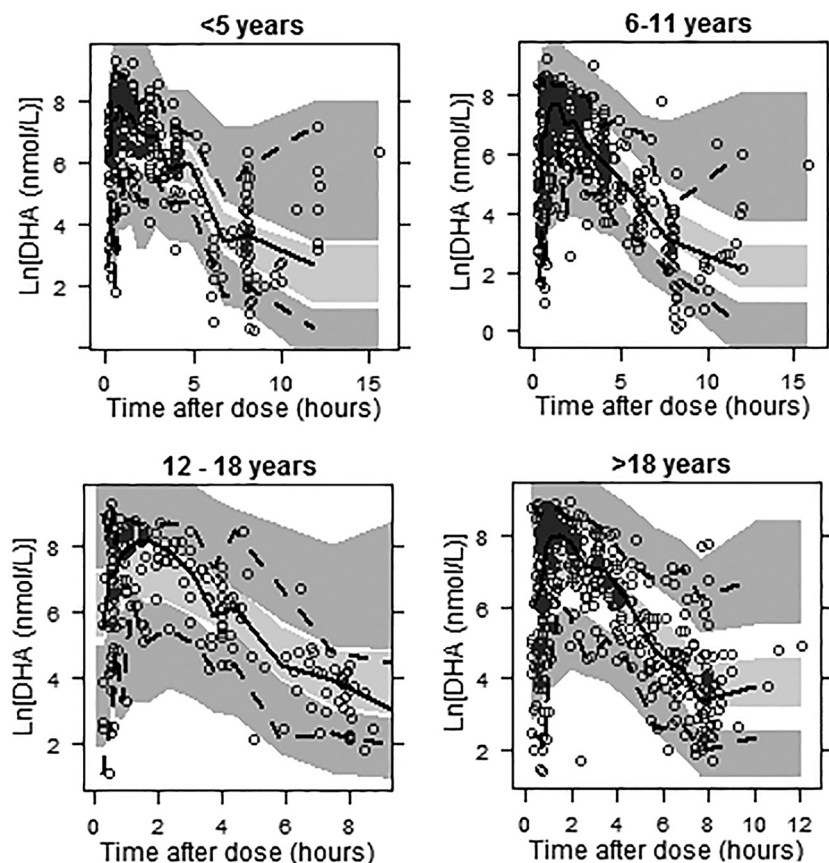 <5 years
8
6
4
2
Ln[DHA (nmol/L)]
0 5 10 15
Time after dose (hours)
6-11 years
8
6
4
2
0
Ln[DHA (nmol/L)]
0 5 10 15
Time after dose (hours)
12 - 18 years
8
6
4
2
Ln[DHA (nmol/L)]
0 2 4 6 8
Time after dose (hours)
>18 years
8
6
4
2
Ln[DHA (nmol/L)]
0 2 4 6 8 10 12
Time after dose (hours)